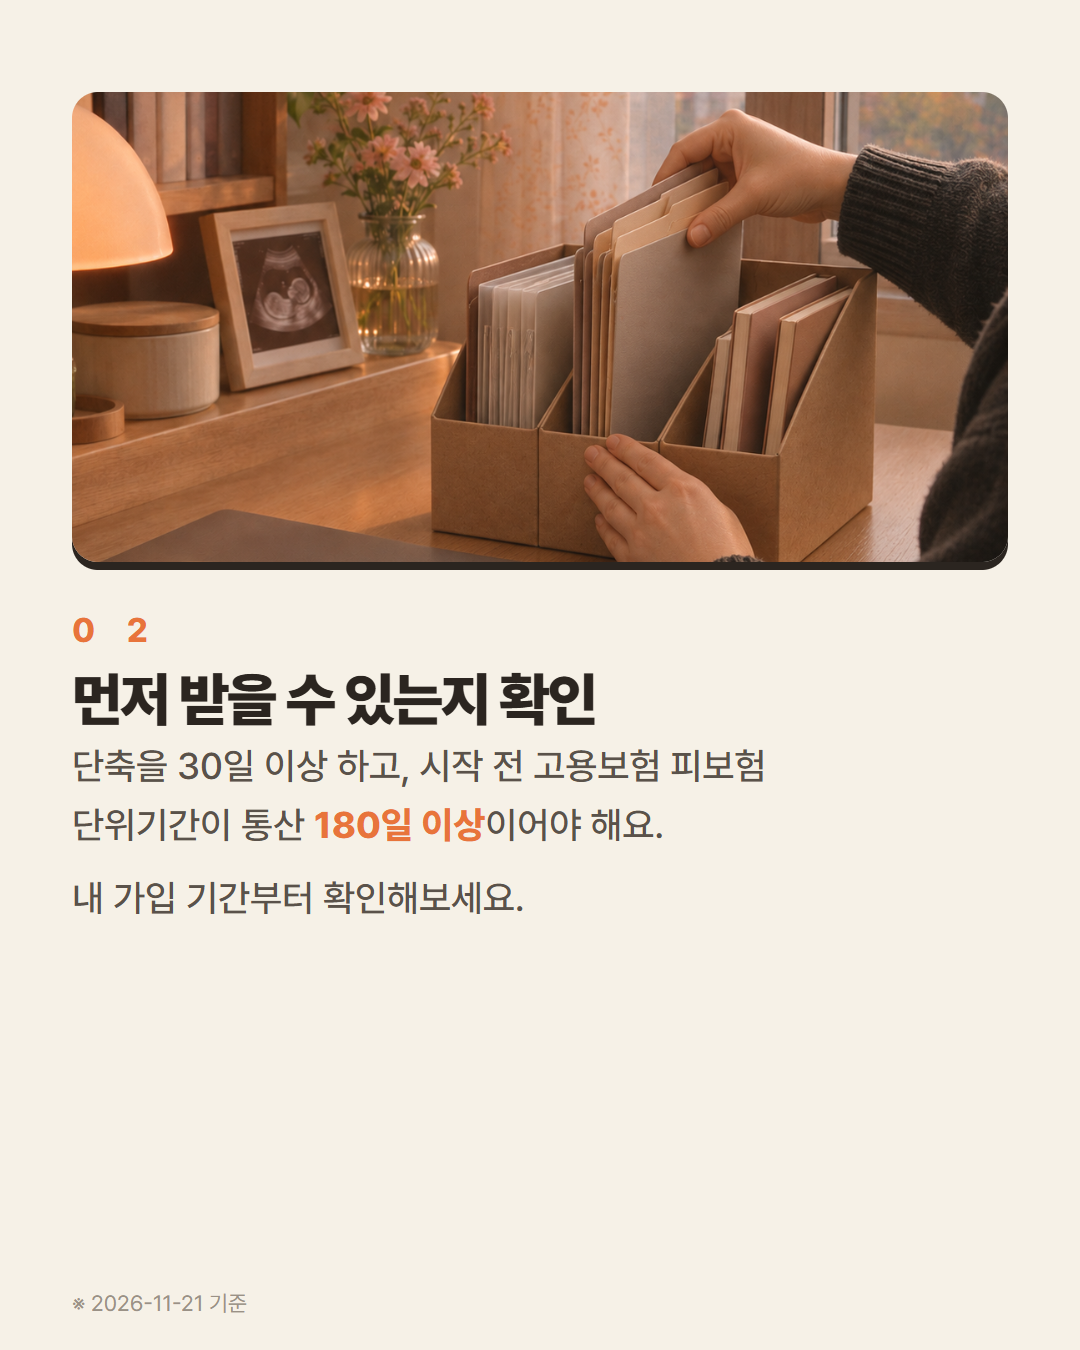 0 2
먼저 받을 수 있는지 확인
단축을 30일 이상 하고, 시작 전 고용보험 피보험
단위기간이 통산 180일 이상이어야 해요.
내 가입 기간부터 확인해보세요.
※ 2026-11-21 기준